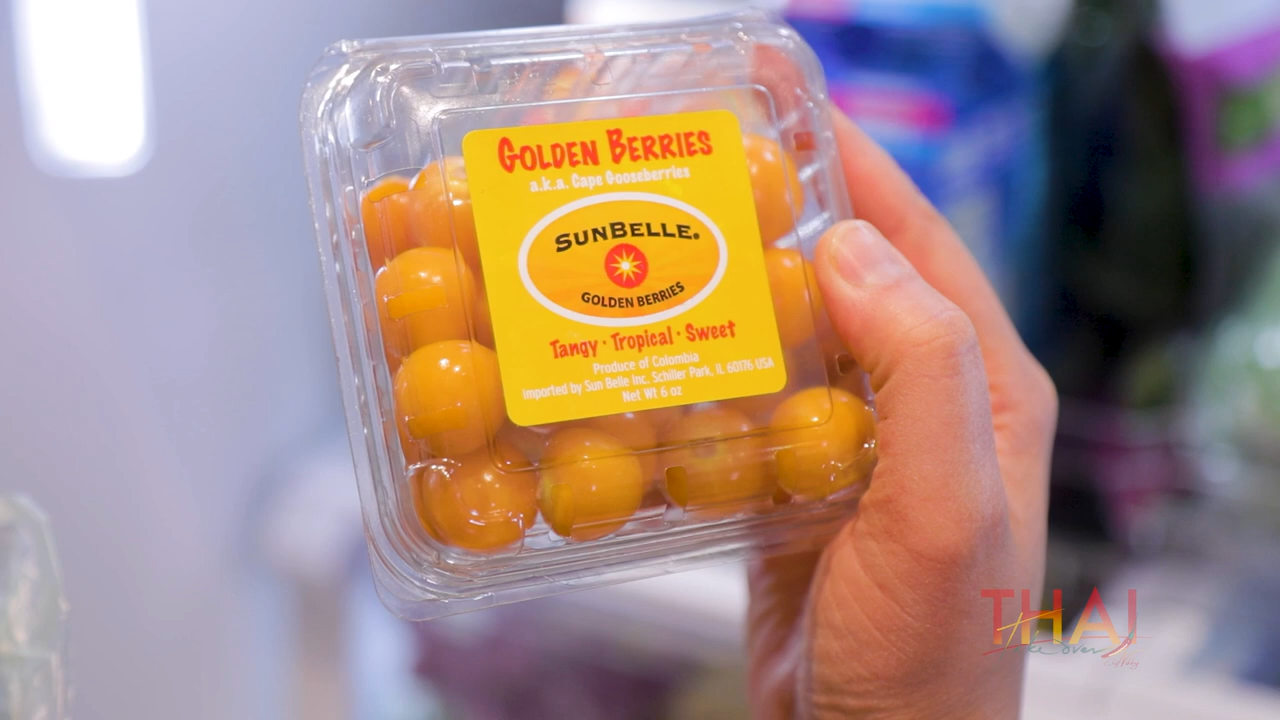 GOLDEN BERRIES
a.k.a. Cape Gooseberries
SUNBELLE®
GOLDEN BERRIES
Tangy · Tropical · Sweet
Produce of Colombia
Imported by Sun Belle Inc. Schiller Park, IL 60176 USA
Net Wt 6 oz
THAI
Takeover